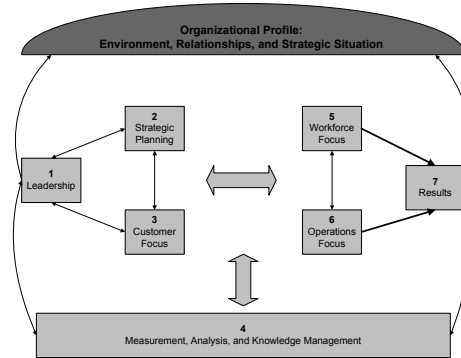 Organizational Profile:
Environment, Relationships, and Strategic Situation
2
Strategic
Planning
5
Workforce
Focus
1
Leadership
7
Results
3
Customer
Focus
6
Operations
Focus
4
Measurement, Analysis, and Knowledge Management